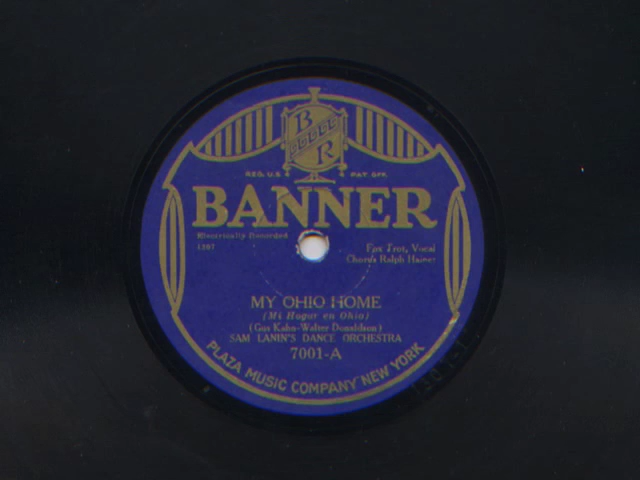 B
R
REG. U.S. PAT. OFF.
BANNER
Electrically Recorded
Fox Trot, Vocal
Chorus Ralph Haines
MY OHIO HOME
(Mi Hogar en Ohio)
(Gus Kahn-Walter Donaldson)
SAM LANIN'S DANCE ORCHESTRA
7001-A
PLAZA MUSIC COMPANY NEW YORK